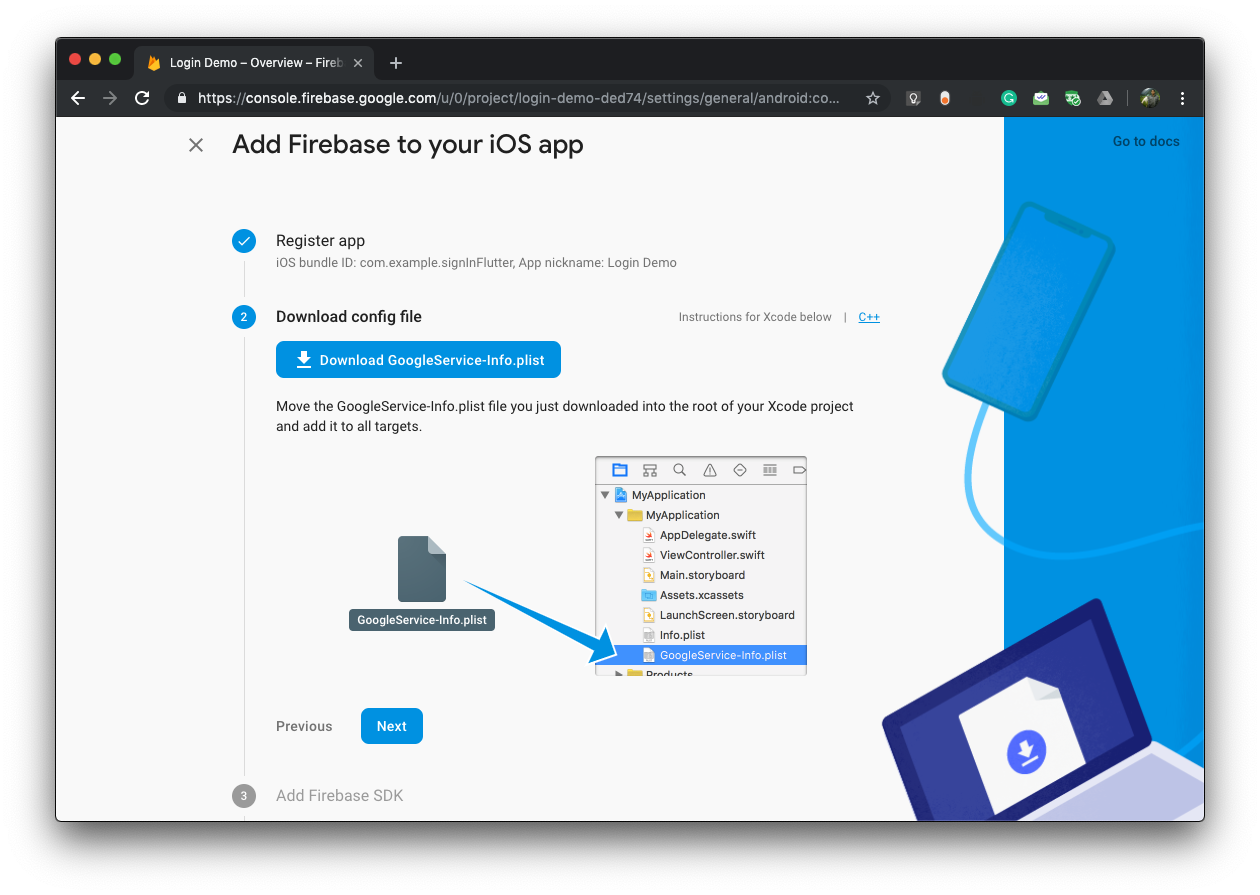 Login Demo – Overview – Fireb
https://console.firebase.google.com/u/0/project/login-demo-ded74/settings/general/android:co...
Add Firebase to your iOS app
Go to docs
Register app
iOS bundle ID: com.example.signInFlutter, App nickname: Login Demo
2
Download config file
Instructions for Xcode below | C++
Download GoogleService-Info.plist
Move the GoogleService-Info.plist file you just downloaded into the root of your Xcode project
and add it to all targets.
MyApplication
MyApplication
AppDelegate.swift
ViewController.swift
Main.storyboard
Assets.xcassets
LaunchScreen.storyboard
Info.plist
GoogleService-Info.plist
Products
GoogleService-Info.plist
Previous
Next
3
Add Firebase SDK